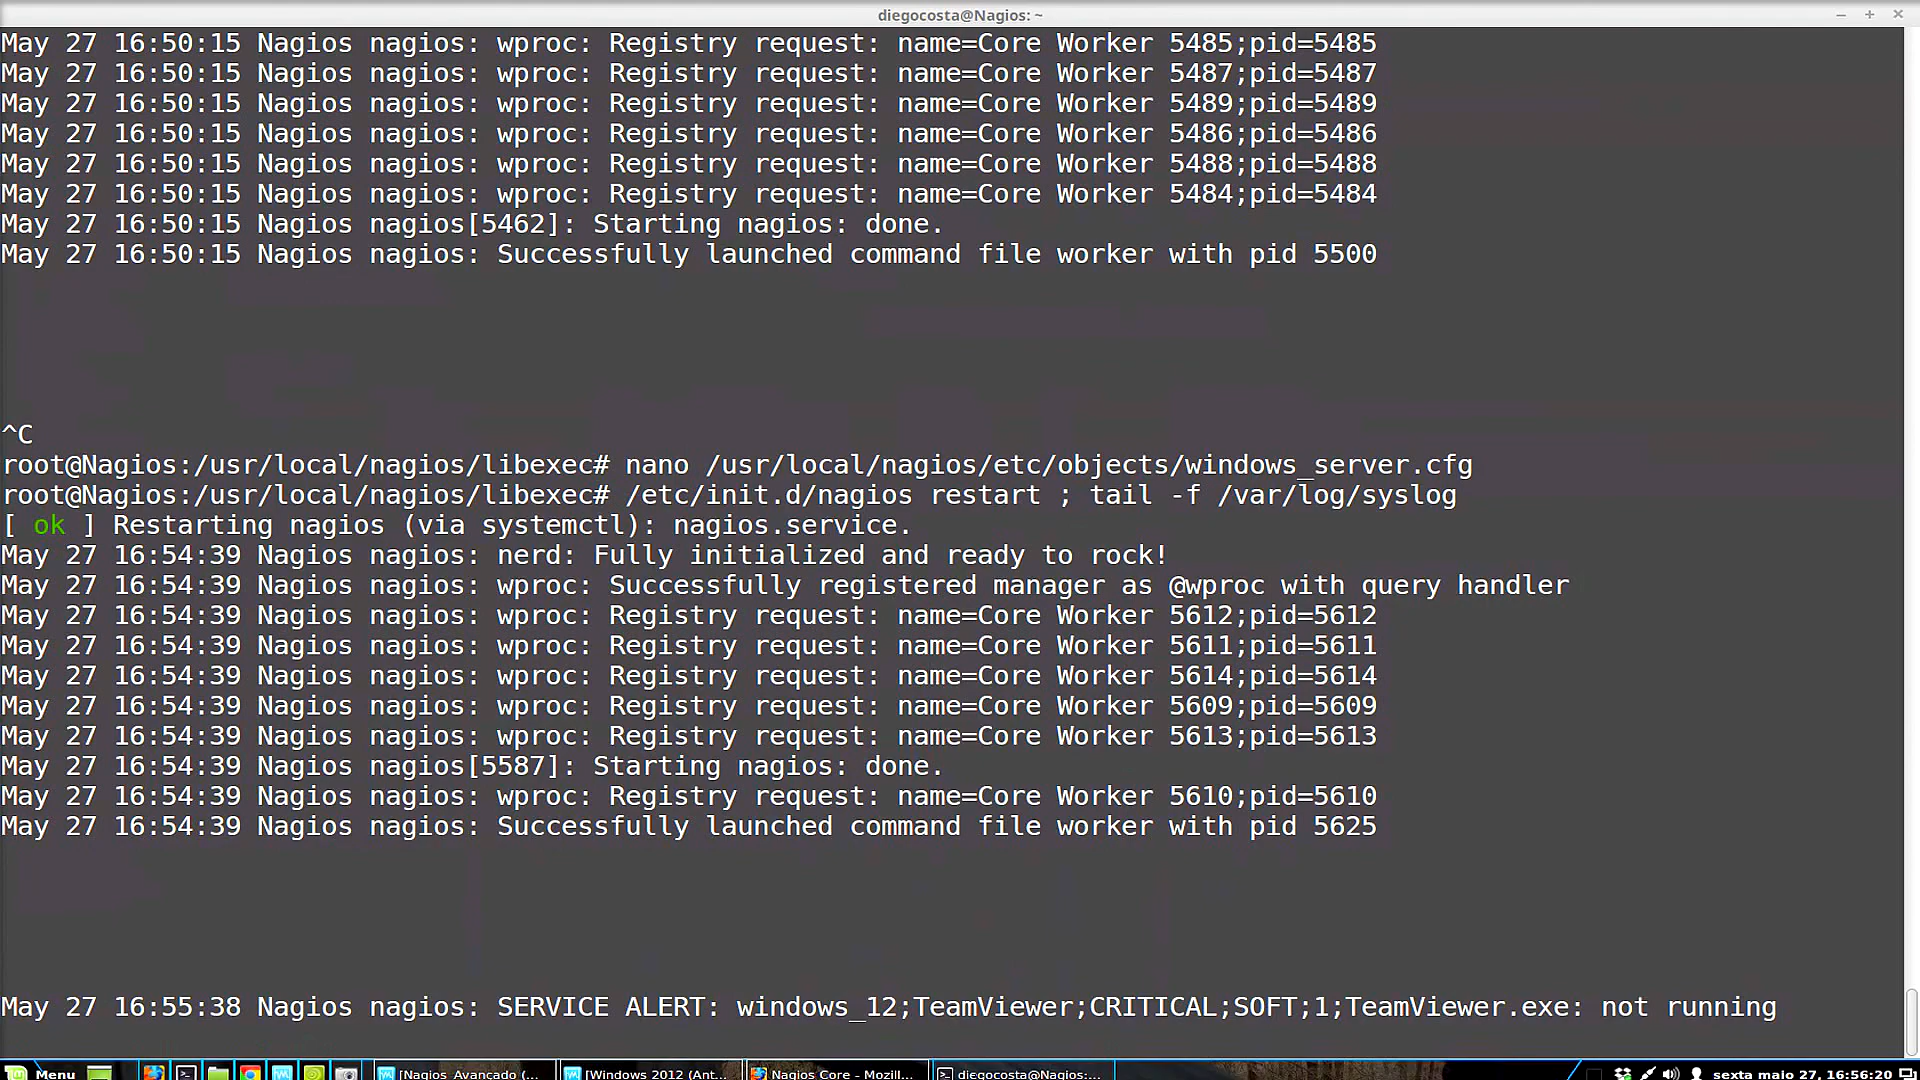 diegocosta@Nagios: ~
May 27 16:50:15 Nagios nagios: wproc: Registry request: name=Core Worker 5485;pid=5485
May 27 16:50:15 Nagios nagios: wproc: Registry request: name=Core Worker 5487;pid=5487
May 27 16:50:15 Nagios nagios: wproc: Registry request: name=Core Worker 5489;pid=5489
May 27 16:50:15 Nagios nagios: wproc: Registry request: name=Core Worker 5486;pid=5486
May 27 16:50:15 Nagios nagios: wproc: Registry request: name=Core Worker 5488;pid=5488
May 27 16:50:15 Nagios nagios: wproc: Registry request: name=Core Worker 5484;pid=5484
May 27 16:50:15 Nagios nagios[5462]: Starting nagios: done.
May 27 16:50:15 Nagios nagios: Successfully launched command file worker with pid 5500
^C
root@Nagios:/usr/local/nagios/libexec# nano /usr/local/nagios/etc/objects/windows_server.cfg
root@Nagios:/usr/local/nagios/libexec# /etc/init.d/nagios restart ; tail -f /var/log/syslog
[ ok ] Restarting nagios (via systemctl): nagios.service.
May 27 16:54:39 Nagios nagios: nerd: Fully initialized and ready to rock!
May 27 16:54:39 Nagios nagios: wproc: Successfully registered manager as @wproc with query handler
May 27 16:54:39 Nagios nagios: wproc: Registry request: name=Core Worker 5612;pid=5612
May 27 16:54:39 Nagios nagios: wproc: Registry request: name=Core Worker 5611;pid=5611
May 27 16:54:39 Nagios nagios: wproc: Registry request: name=Core Worker 5614;pid=5614
May 27 16:54:39 Nagios nagios: wproc: Registry request: name=Core Worker 5609;pid=5609
May 27 16:54:39 Nagios nagios: wproc: Registry request: name=Core Worker 5613;pid=5613
May 27 16:54:39 Nagios nagios[5587]: Starting nagios: done.
May 27 16:54:39 Nagios nagios: wproc: Registry request: name=Core Worker 5610;pid=5610
May 27 16:54:39 Nagios nagios: Successfully launched command file worker with pid 5625
May 27 16:55:38 Nagios nagios: SERVICE ALERT: windows_12;TeamViewer;CRITICAL;SOFT;1;TeamViewer.exe: not running
Menu [Nagios Avançado (... [Windows 2012 (Ant... Nagios Core - Mozill... diegocosta@Nagios:... sexta maio 27, 16:56:20